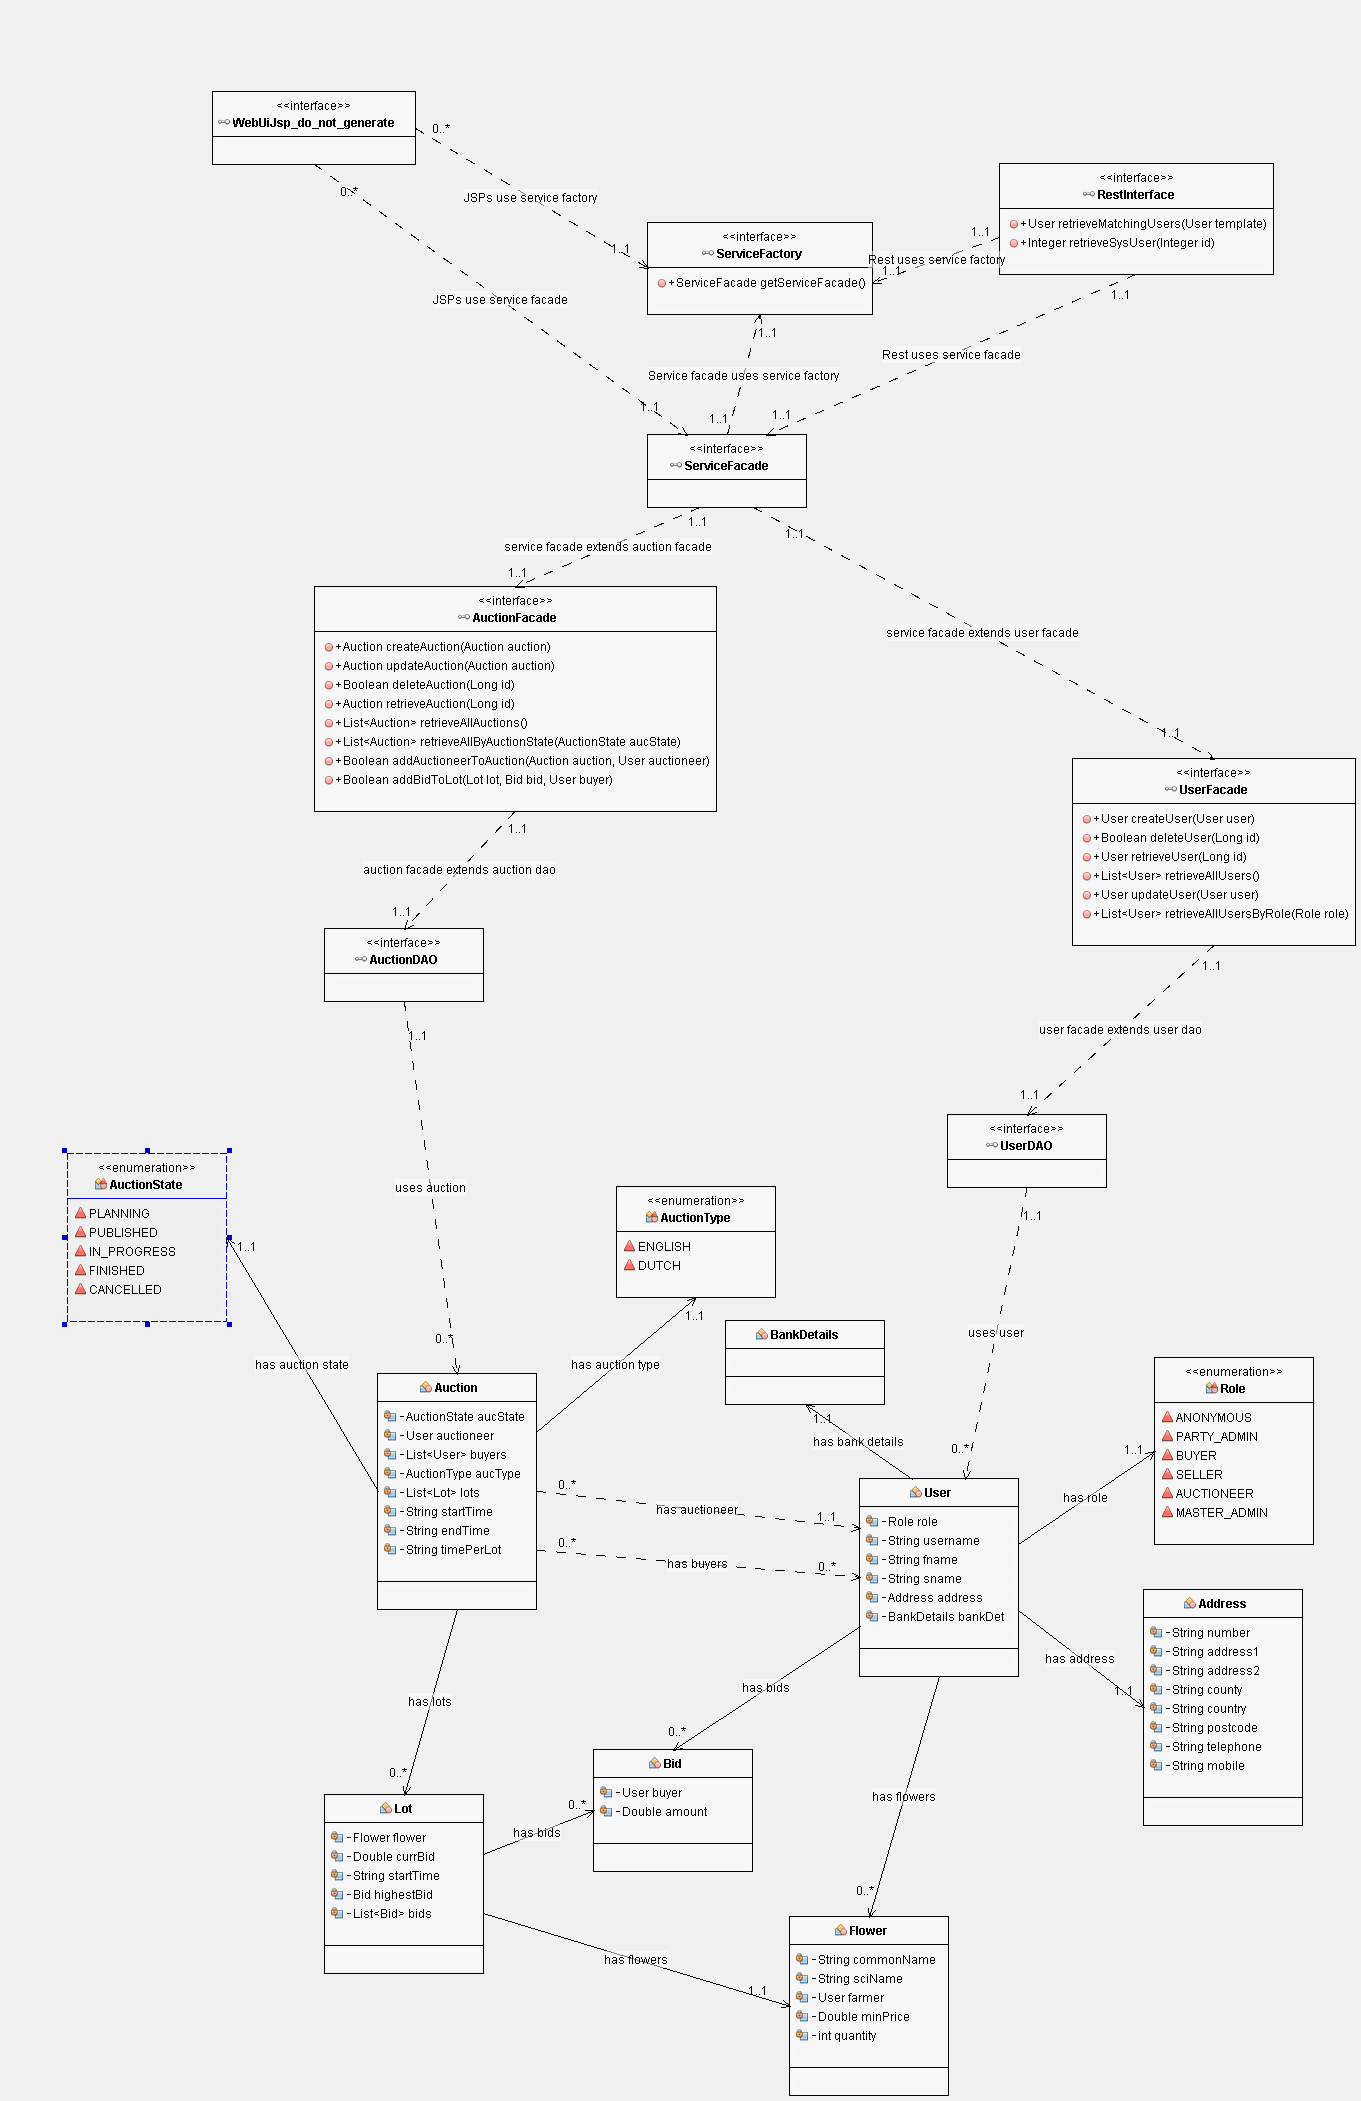 <<interface>>
WebUiJsp_do_not_generate
0..*
0..*
JSPs use service factory
1..1
<<interface>>
RestInterface
+User retrieveMatchingUsers(User template)
+Integer retrieveSysUser(Integer id)
1..1
Rest uses service factory
1..1
1..1
<<interface>>
ServiceFactory
+ServiceFacade getServiceFacade()
1..1
JSPs use service facade
Rest uses service facade
Service facade uses service factory
1..1
1..1
1..1
<<interface>>
ServiceFacade
1..1
1..1
service facade extends auction facade
1..1
<<interface>>
AuctionFacade
+Auction createAuction(Auction auction)
+Auction updateAuction(Auction auction)
+Boolean deleteAuction(Long id)
+Auction retrieveAuction(Long id)
+List<Auction> retrieveAllAuctions()
+List<Auction> retrieveAllByAuctionState(AuctionState aucState)
+Boolean addAuctioneerToAuction(Auction auction, User auctioneer)
+Boolean addBidToLot(Lot lot, Bid bid, User buyer)
service facade extends user facade
1..1
<<interface>>
UserFacade
+User createUser(User user)
+Boolean deleteUser(Long id)
+User retrieveUser(Long id)
+List<User> retrieveAllUsers()
+User updateUser(User user)
+List<User> retrieveAllUsersByRole(Role role)
1..1
auction facade extends auction dao
1..1
<<interface>>
AuctionDAO
1..1
user facade extends user dao
1..1
<<interface>>
UserDAO
1..1
uses auction
0..*
1..1
uses user
0..*
<<enumeration>>
AuctionState
PLANNING
PUBLISHED
IN_PROGRESS
FINISHED
CANCELLED
1..1
has auction state
<<enumeration>>
AuctionType
ENGLISH
DUTCH
1..1
has auction type
BankDetails
1..1
has bank details
<<enumeration>>
Role
ANONYMOUS
PARTY_ADMIN
BUYER
SELLER
AUCTIONEER
MASTER_ADMIN
1..1
has role
Auction
-AuctionState aucState
-User auctioneer
-List<User> buyers
-AuctionType aucType
-List<Lot> lots
-String startTime
-String endTime
-String timePerLot
0..*
has auctioneer
1..1
0..*
has buyers
0..*
User
-Role role
-String username
-String fname
-String sname
-Address address
-BankDetails bankDet
has address
1..1
Address
-String number
-String address1
-String address2
-String county
-String country
-String postcode
-String telephone
-String mobile
has lots
0..*
has bids
0..*
Bid
-User buyer
-Double amount
Lot
-Flower flower
-Double currBid
-String startTime
-Bid highestBid
-List<Bid> bids
0..*
has bids
has flowers
0..*
has flowers
1..1
Flower
-String commonName
-String sciName
-User farmer
-Double minPrice
-int quantity